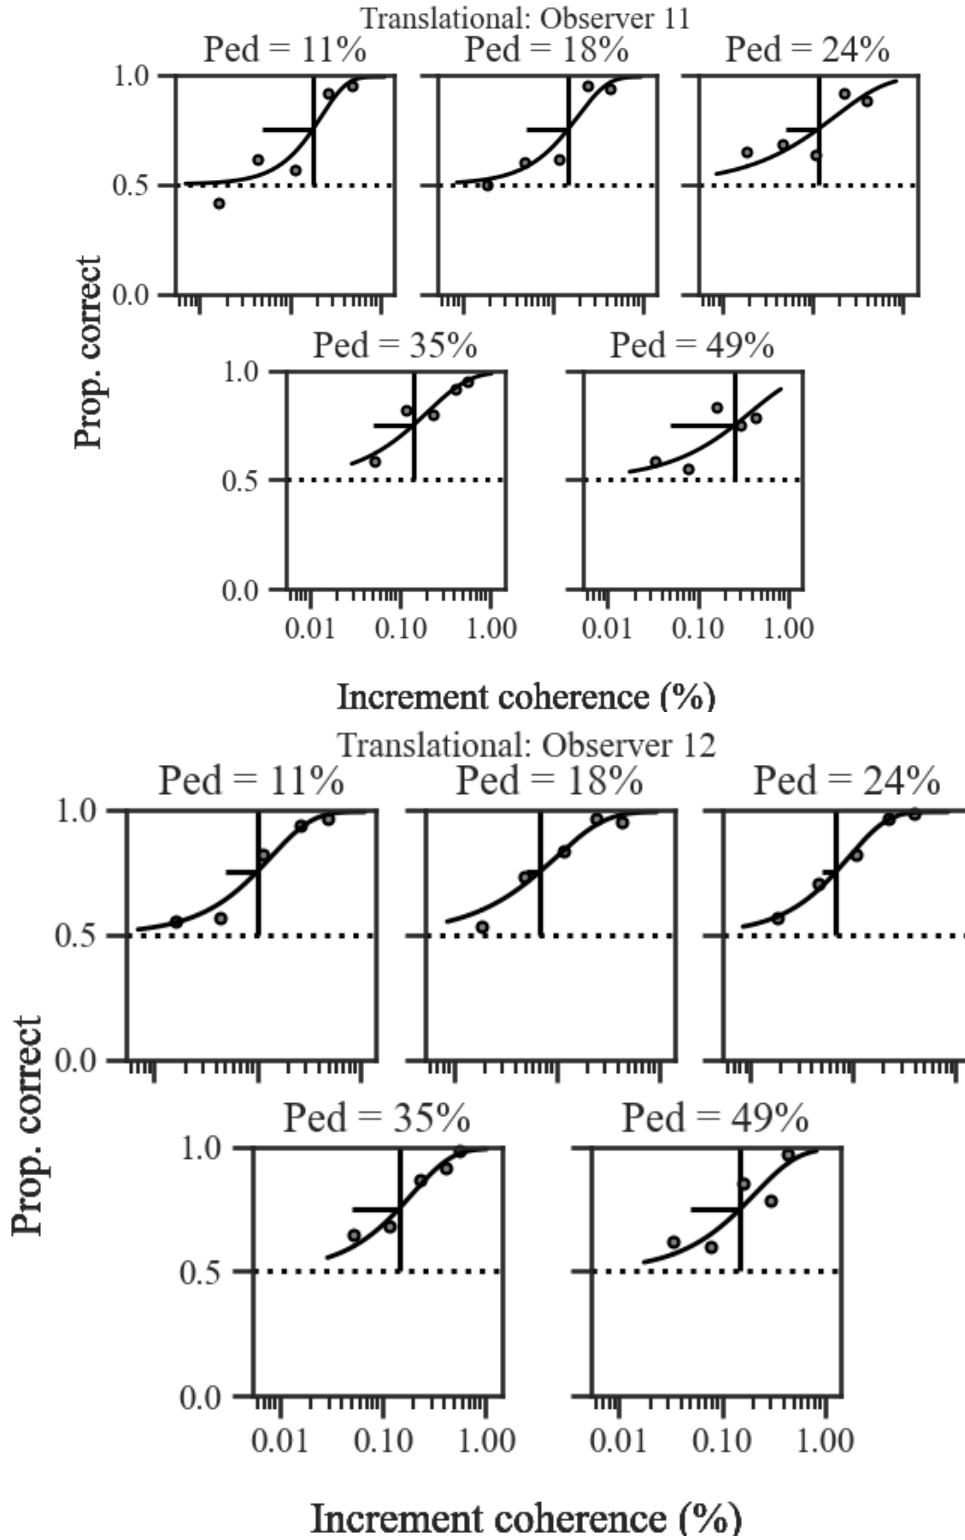 Translational: Observer 11
Ped = 11% Ped = 18% Ped = 24%
1.0
0.5
0.0
Prop. correct
Ped = 35% Ped = 49%
1.0
0.5
0.0
0.01 0.10 1.00 0.01 0.10 1.00
Increment coherence (%)
Translational: Observer 12
Ped = 11% Ped = 18% Ped = 24%
1.0
0.5
0.0
Prop. correct
Ped = 35% Ped = 49%
1.0
0.5
0.0
0.01 0.10 1.00 0.01 0.10 1.00
Increment coherence (%)